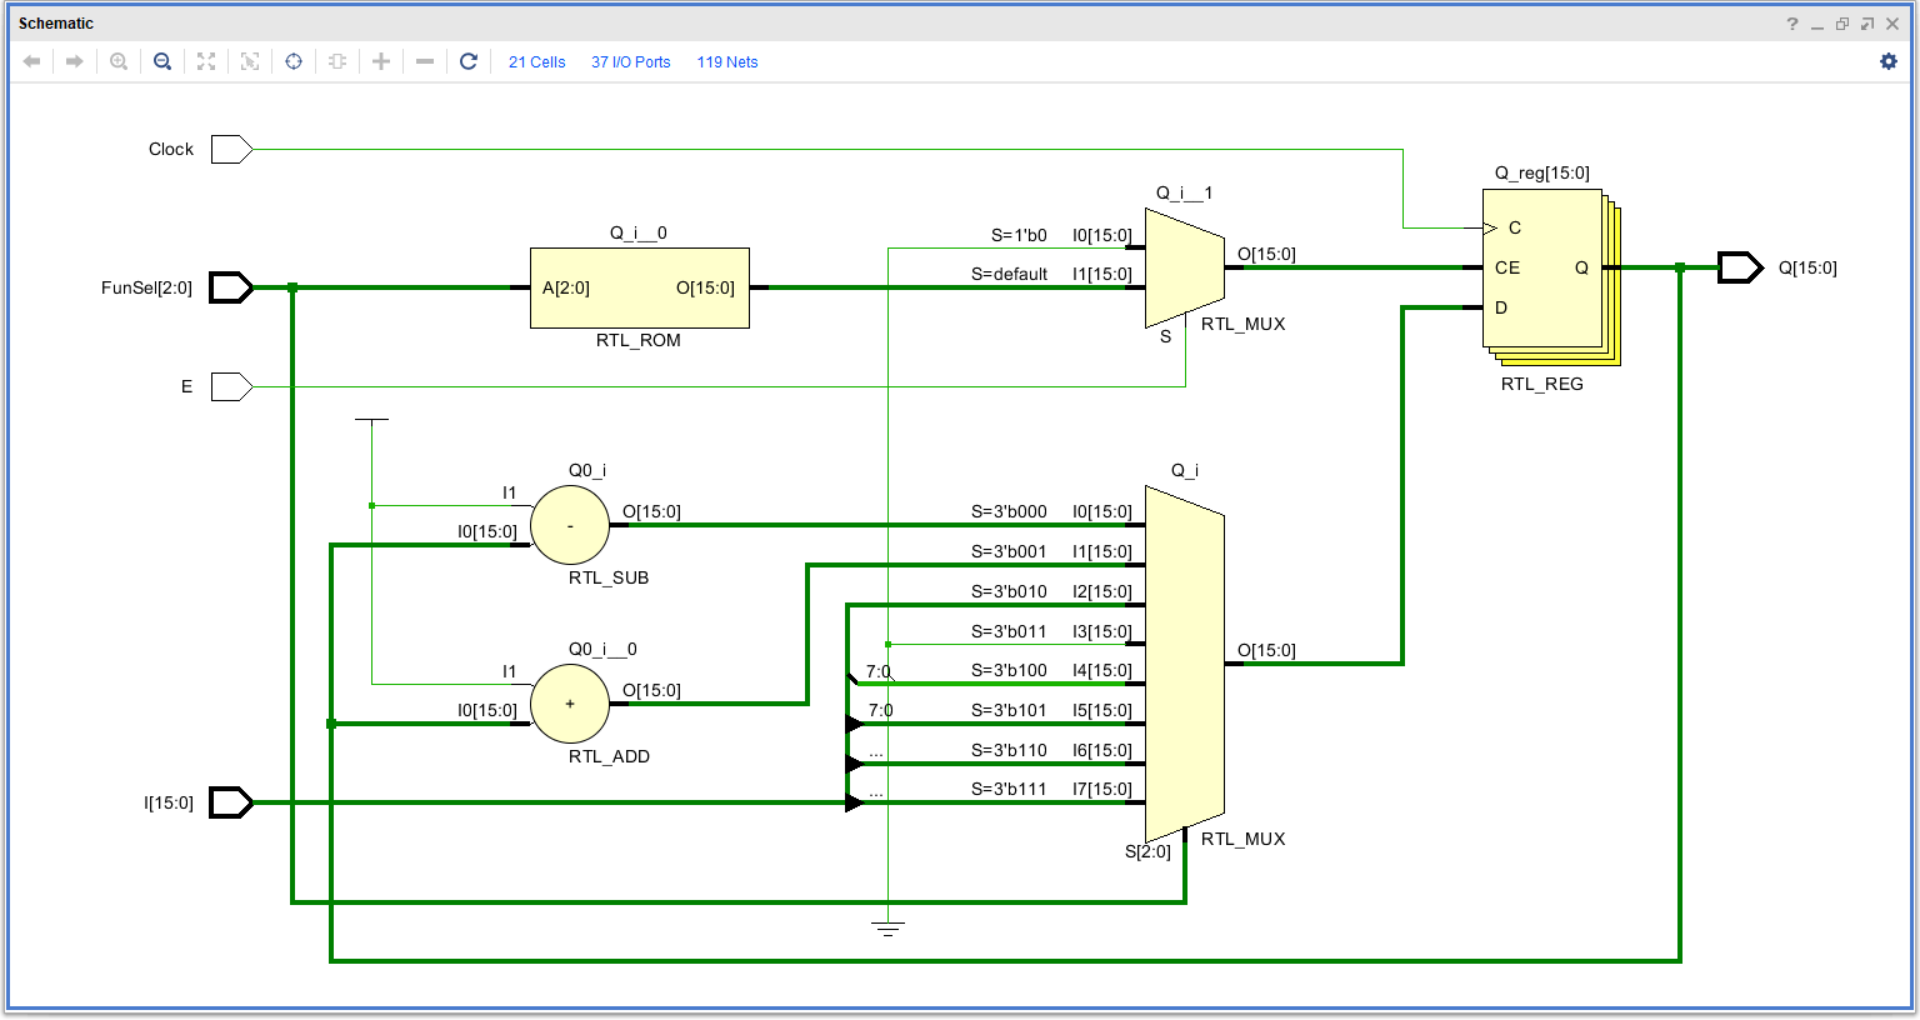 Schematic
21 Cells 37 I/O Ports 119 Nets
Clock
Q_reg[15:0]
Q_i__1
C
Q_i__0
S=1'b0 I0[15:0]
O[15:0]
FunSel[2:0]
A[2:0] O[15:0]
S=default I1[15:0]
CE Q
Q[15:0]
D
RTL_ROM
S
RTL_MUX
E
RTL_REG
Q0_i
Q_i
I1
O[15:0]
S=3'b000 I0[15:0]
I0[15:0]
-
S=3'b001 I1[15:0]
RTL_SUB
S=3'b010 I2[15:0]
Q0_i__0
S=3'b011 I3[15:0]
O[15:0]
I1
7:0 S=3'b100 I4[15:0]
O[15:0]
I0[15:0]
+
7:0 S=3'b101 I5[15:0]
RTL_ADD
... S=3'b110 I6[15:0]
I[15:0]
... S=3'b111 I7[15:0]
S[2:0]
RTL_MUX